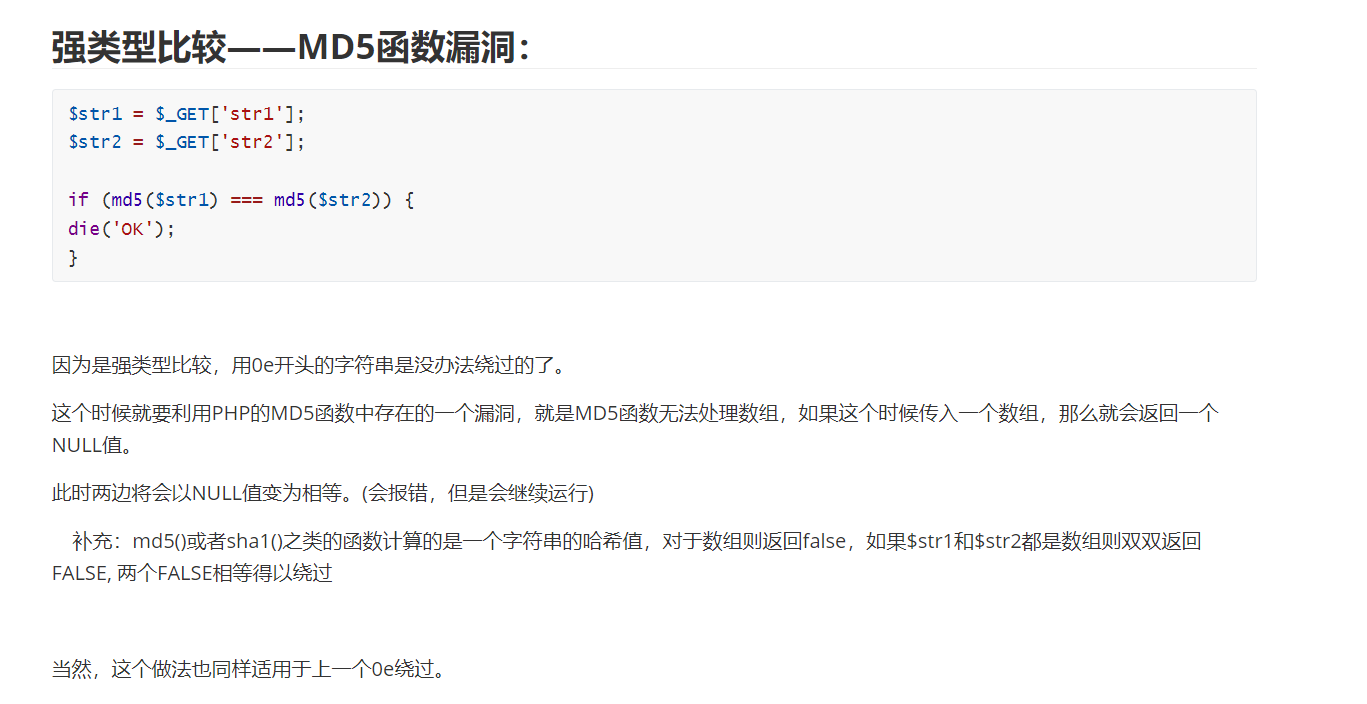 强类型比较——MD5函数漏洞：
$str1 = $_GET['str1'];
$str2 = $_GET['str2'];
if (md5($str1) === md5($str2)) {
die('OK');
}
因为是强类型比较，用0e开头的字符串是没办法绕过的了。
这个时候就要利用PHP的MD5函数中存在的一个漏洞，就是MD5函数无法处理数组，如果这个时候传入一个数组，那么就会返回一个
NULL值。
此时两边将会以NULL值变为相等。(会报错，但是会继续运行)
补充：md5()或者sha1()之类的函数计算的是一个字符串的哈希值，对于数组则返回false，如果$str1和$str2都是数组则双双返回
FALSE, 两个FALSE相等得以绕过
当然，这个做法也同样适用于上一个0e绕过。